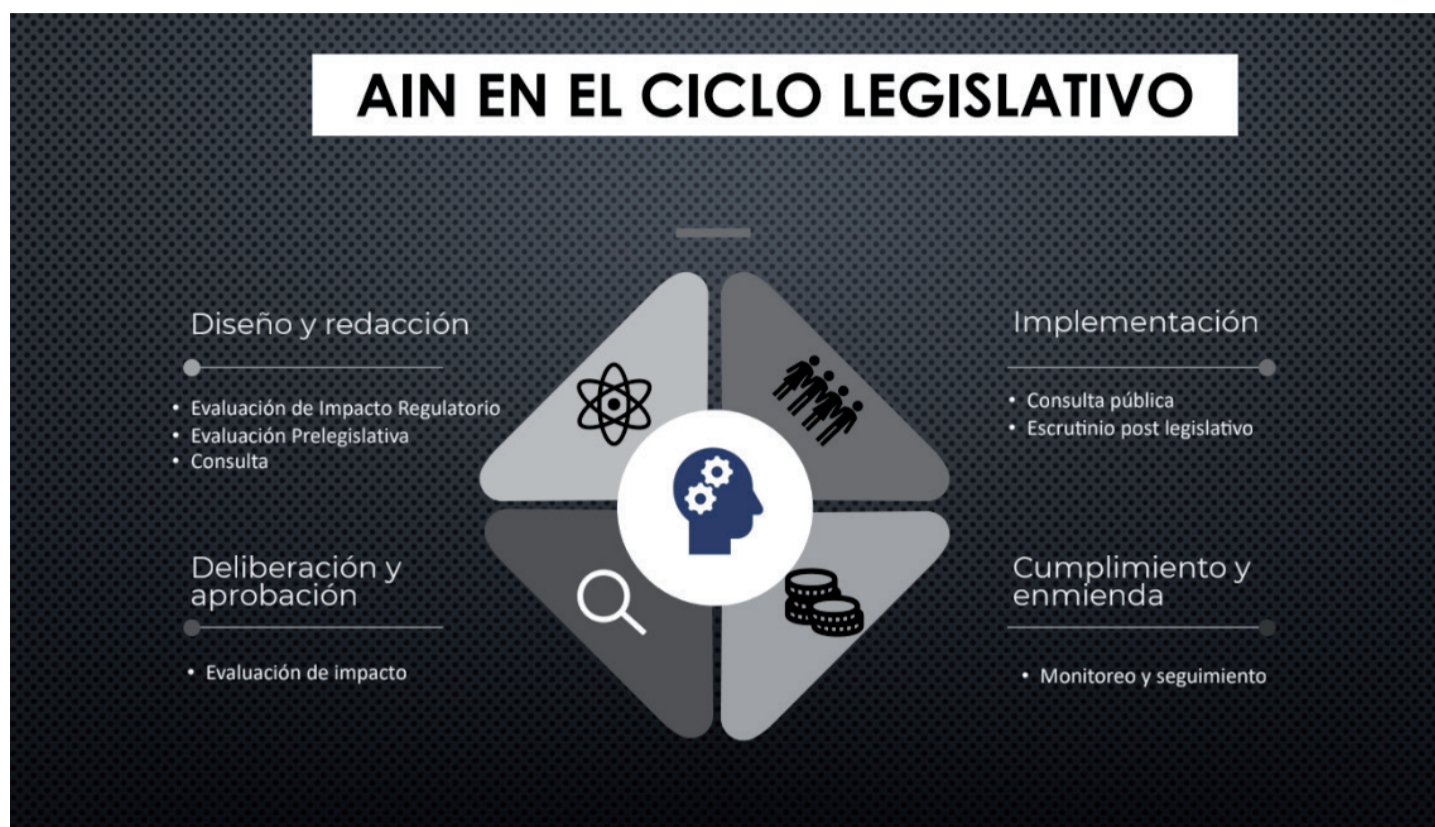 AIN EN EL CICLO LEGISLATIVO
Diseño y redacción
• Evaluación de Impacto Regulatorio
• Evaluación Prelegislativa
• Consulta
Deliberación y
aprobación
• Evaluación de impacto
Implementación
• Consulta pública
• Escrutinio post legislativo
Cumplimiento y
enmienda
• Monitoreo y seguimiento